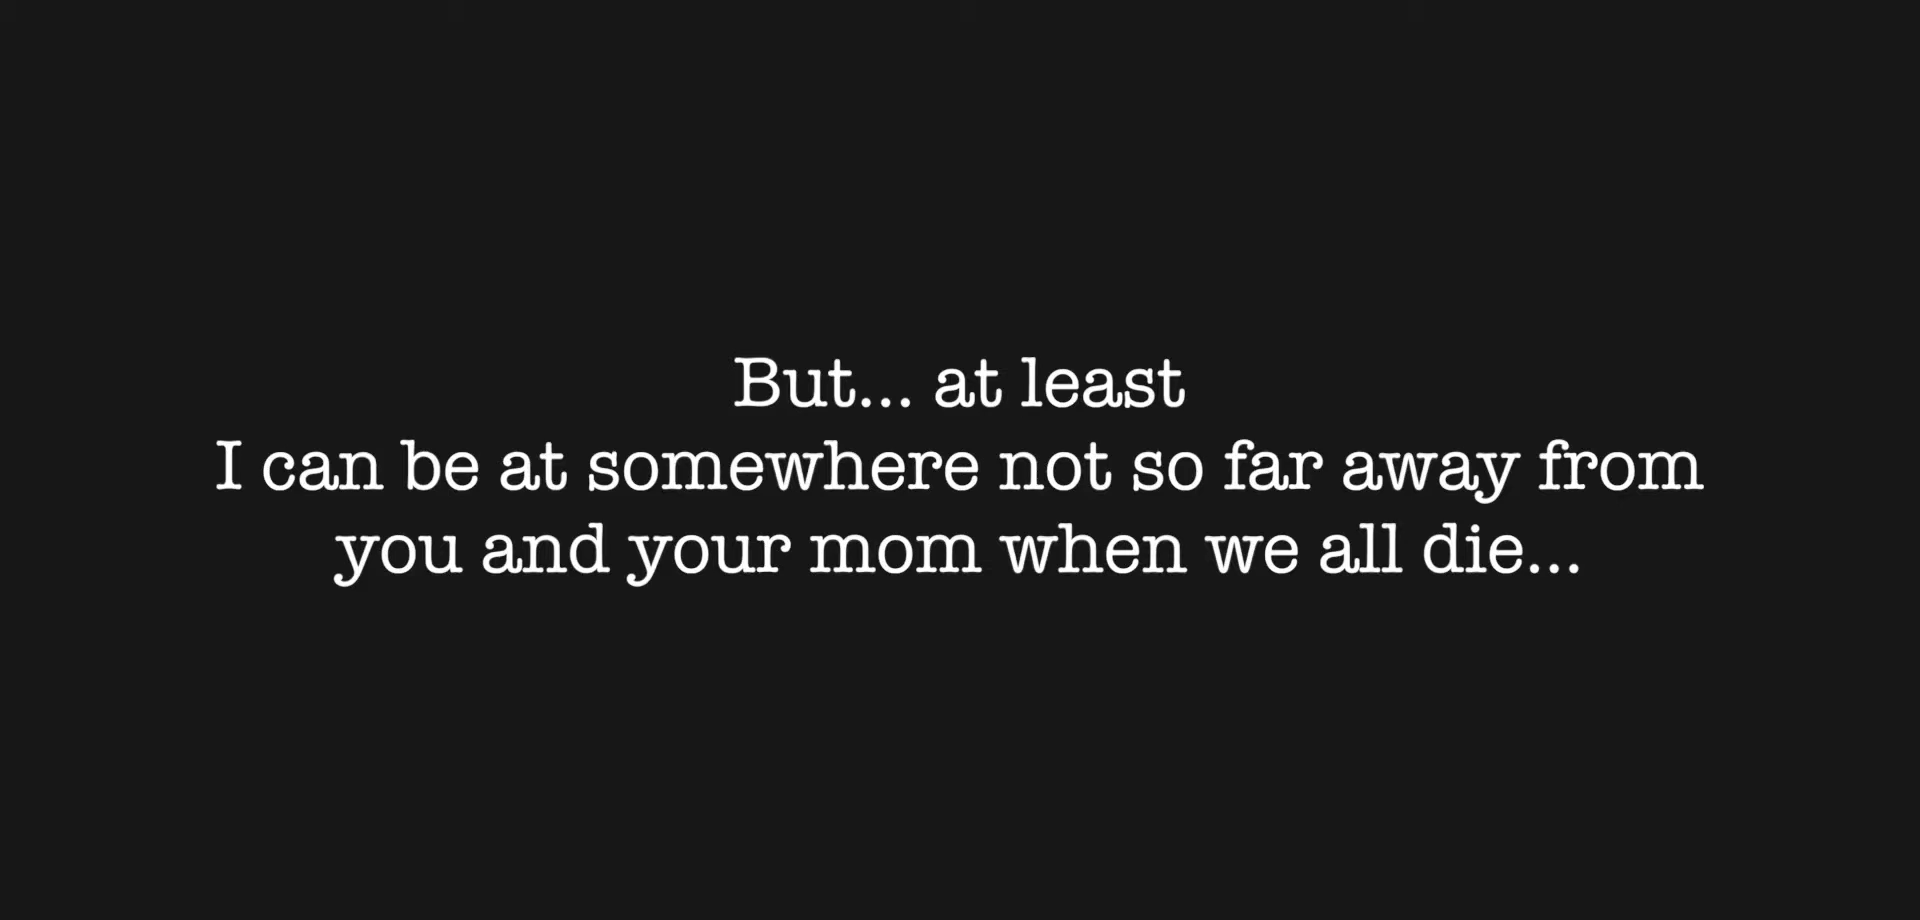 But... at least
I can be at somewhere not so far away from
you and your mom when we all die...